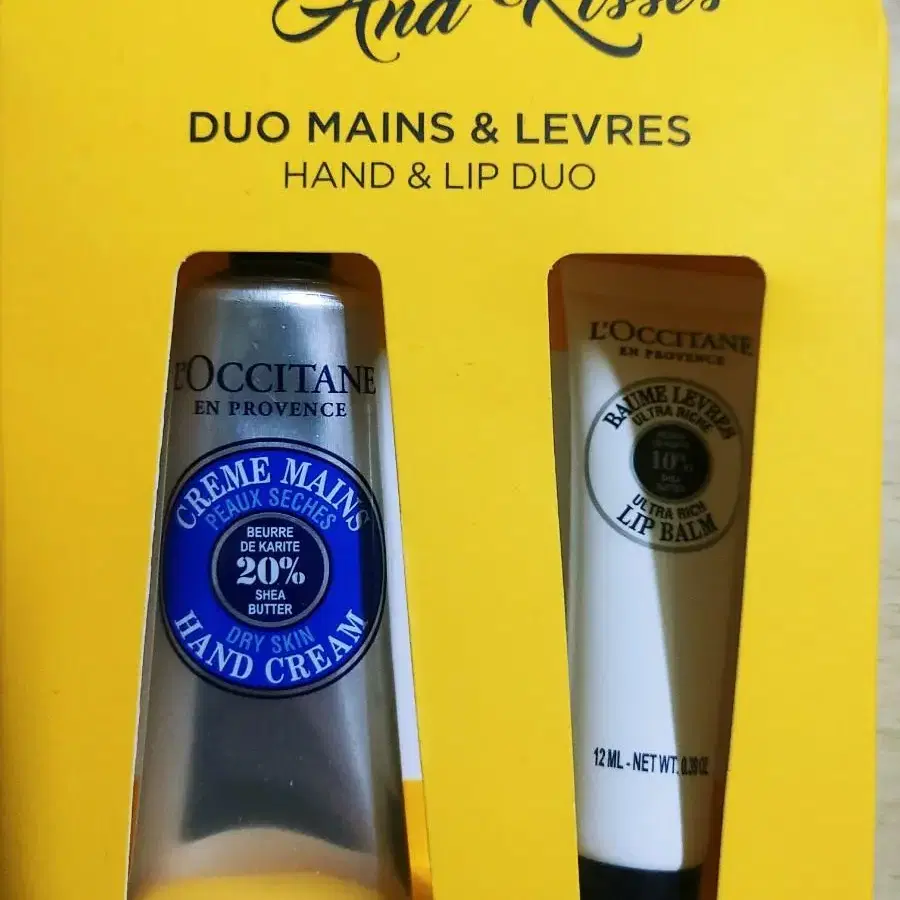 And Kisses
DUO MAINS & LEVRES
HAND & LIP DUO
L'OCCITANE
EN PROVENCE
CREME MAINS
PEAUX SECHES
BEURRE
DE KARITE
20%
SHEA
BUTTER
DRY SKIN
HAND CREAM
L'OCCITANE
EN PROVENCE
BAUME LEVRES
ULTRA RICHE
10%
SHEA
ULTRA RICH
LIP BALM
12 ML - NET WT. 0.39 OZ